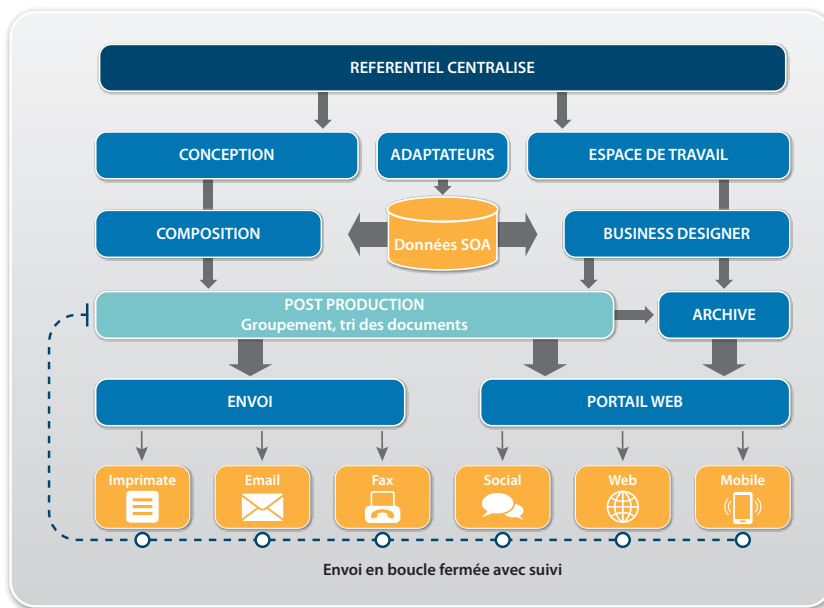 REFERENTIEL CENTRALISE
CONCEPTION
ADAPTATEURS
ESPACE DE TRAVAIL
COMPOSITION
Données SOA
BUSINESS DESIGNER
POST PRODUCTION
Groupement, tri des documents
ARCHIVE
ENVOI
PORTAIL WEB
Imprimate
Email
Fax
Social
Web
Mobile
Envoi en boucle fermée avec suivi